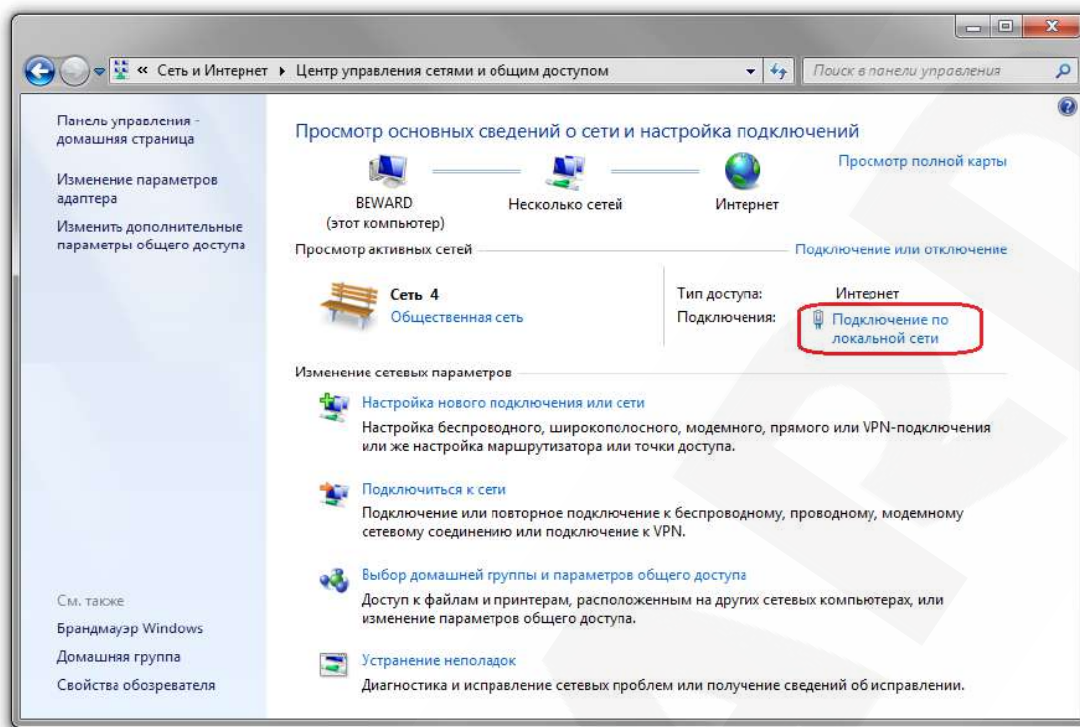 « Сеть и Интернет ▸ Центр управления сетями и общим доступом
Поиск в панели управления
Панель управления -
домашняя страница
Изменение параметров
адаптера
Изменить дополнительные
параметры общего доступа
См. также
Брандмауэр Windows
Домашняя группа
Свойства обозревателя
Просмотр основных сведений о сети и настройка подключений
Просмотр полной карты
BEWARD
(этот компьютер)
Несколько сетей
Интернет
Просмотр активных сетей
Подключение или отключение
Сеть 4
Общественная сеть
Тип доступа: Интернет
Подключения: Подключение по
локальной сети
Изменение сетевых параметров
Настройка нового подключения или сети
Настройка беспроводного, широкополосного, модемного, прямого или VPN-подключения
или же настройка маршрутизатора или точки доступа.
Подключиться к сети
Подключение или повторное подключение к беспроводному, проводному, модемному
сетевому соединению или подключение к VPN.
Выбор домашней группы и параметров общего доступа
Доступ к файлам и принтерам, расположенным на других сетевых компьютерах, или
изменение параметров общего доступа.
Устранение неполадок
Диагностика и исправление сетевых проблем или получение сведений об исправлении.